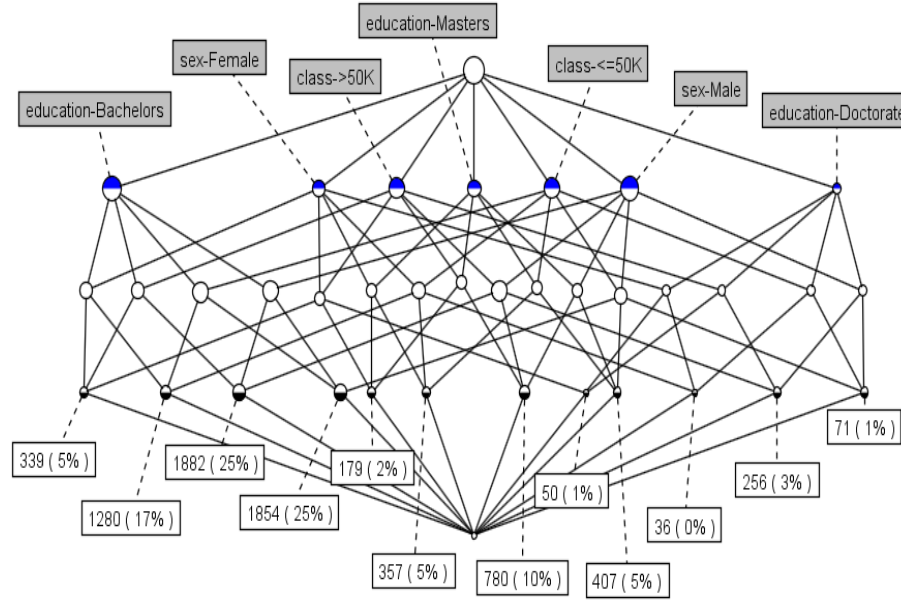 education-Masters
sex-Female
class->50K
class-<=50K
sex-Male
education-Bachelors
education-Doctorate
339 ( 5% )
1280 ( 17% )
1882 ( 25% )
1854 ( 25% )
179 ( 2% )
357 ( 5% )
780 ( 10% )
50 ( 1% )
407 ( 5% )
36 ( 0% )
256 ( 3% )
71 ( 1% )